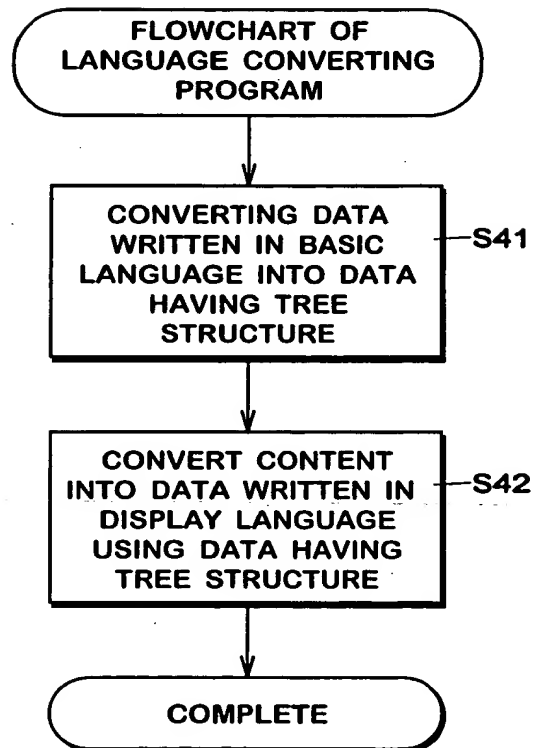 FLOWCHART OF
LANGUAGE CONVERTING
PROGRAM
CONVERTING DATA
WRITTEN IN BASIC
LANGUAGE INTO DATA
HAVING TREE
STRUCTURE
S41
CONVERT CONTENT
INTO DATA WRITTEN IN
DISPLAY LANGUAGE
USING DATA HAVING
TREE STRUCTURE
S42
COMPLETE